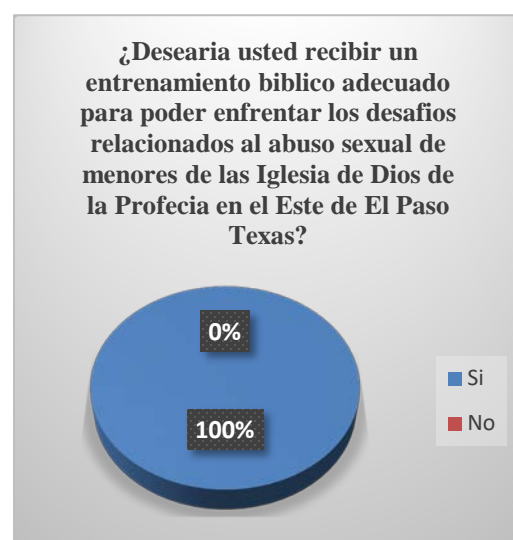 ¿Desearia usted recibir un
entrenamiento biblico adecuado
para poder enfrentar los desafios
relacionados al abuso sexual de
menores de las Iglesia de Dios de
la Profecia en el Este de El Paso
Texas?
0%
100%
Si
No